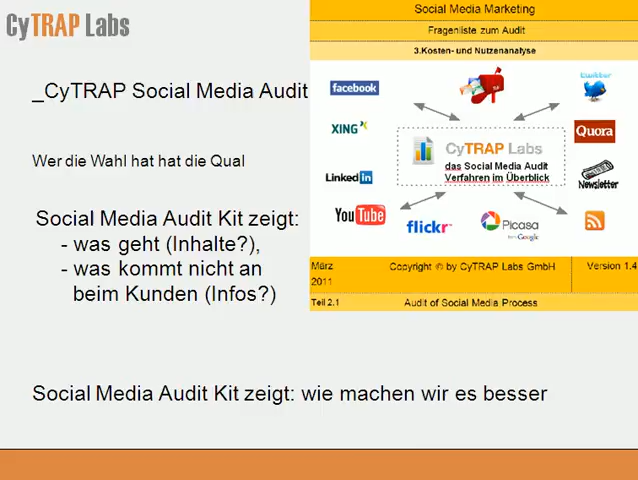 CyTRAP Labs
_CyTRAP Social Media Audit
Wer die Wahl hat hat die Qual
Social Media Audit Kit zeigt:
- was geht (Inhalte?),
- was kommt nicht an
beim Kunden (Infos?)
Social Media Audit Kit zeigt: wie machen wir es besser
Social Media Marketing
Fragenliste zum Audit
3.Kosten- und Nutzenanalyse
facebook
twitter
XING
Quora
CyTRAP Labs
das Social Media Audit
Verfahren im Überblick
LinkedIn
Newsletter
YouTube
flickr
Picasa
from Google
März
2011
Copyright © by CyTRAP Labs GmbH
Version 1.4
Teil 2.1
Audit of Social Media Process